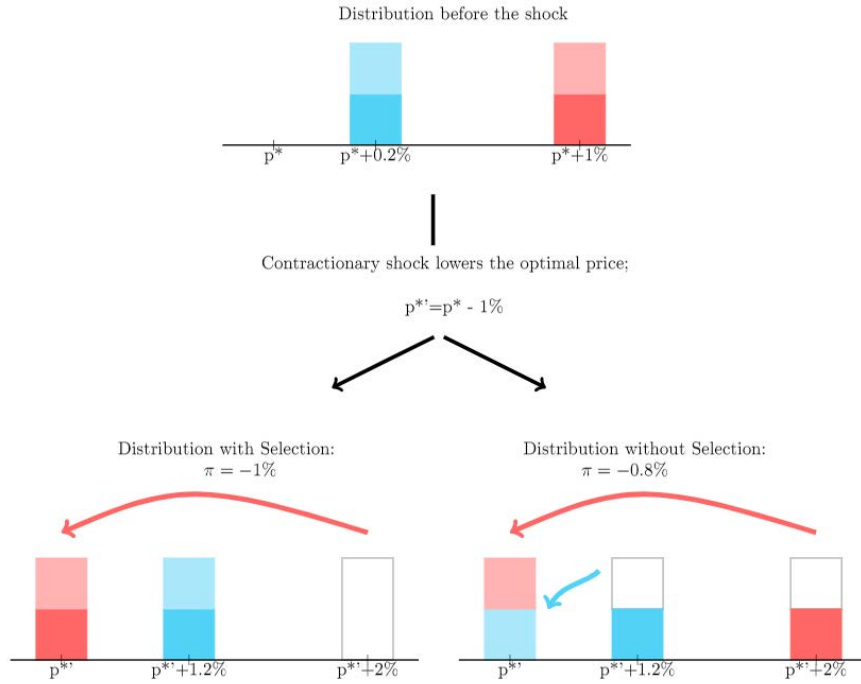 Distribution before the shock
p*
p*+0.2%
p*+1%
Contractionary shock lowers the optimal price;
p*'=p* - 1%
Distribution with Selection:
π = −1%
Distribution without Selection:
π = −0.8%
p*'
p*'+1.2%
p*'+2%
p*'
p*'+1.2%
p*'+2%